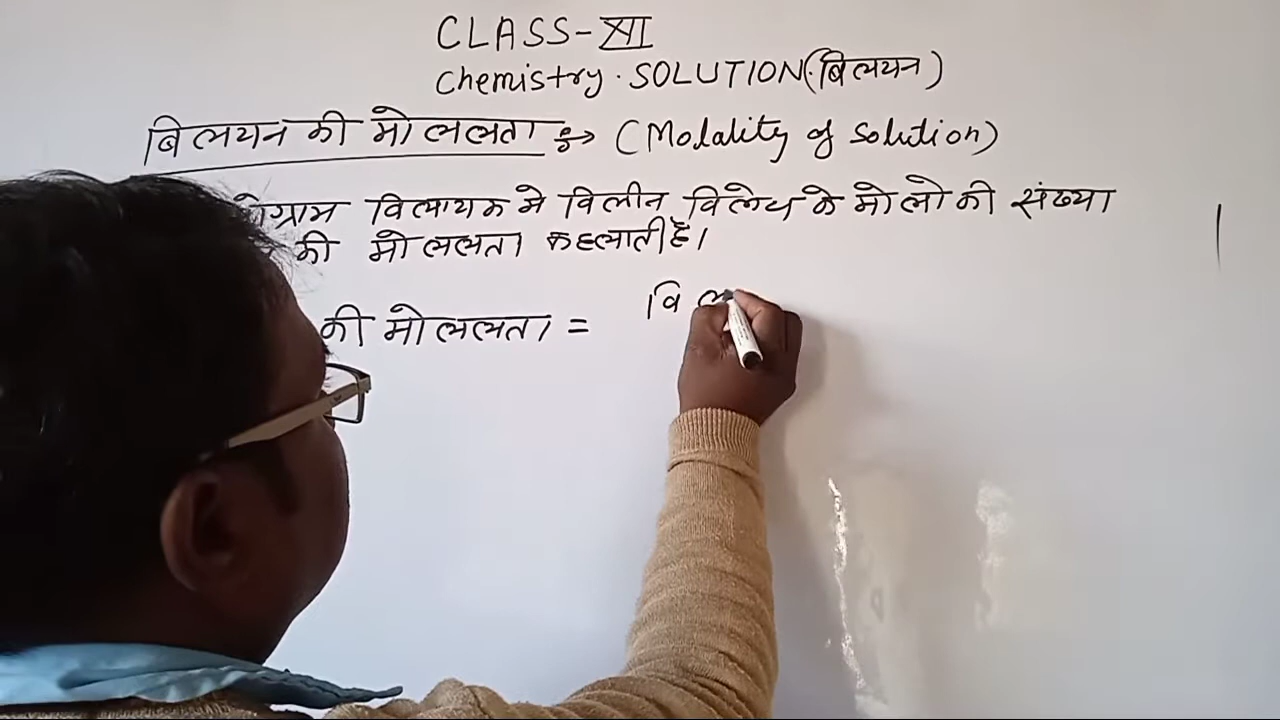 CLASS-XII
Chemistry. SOLUTION(बिलयन)
बिलयन की मोललता :→ (Molality of solution)
विलायक मे विलीन विलेय के मोलो की संख्या
की मोललता कहलाती है।
की मोललता =
वि